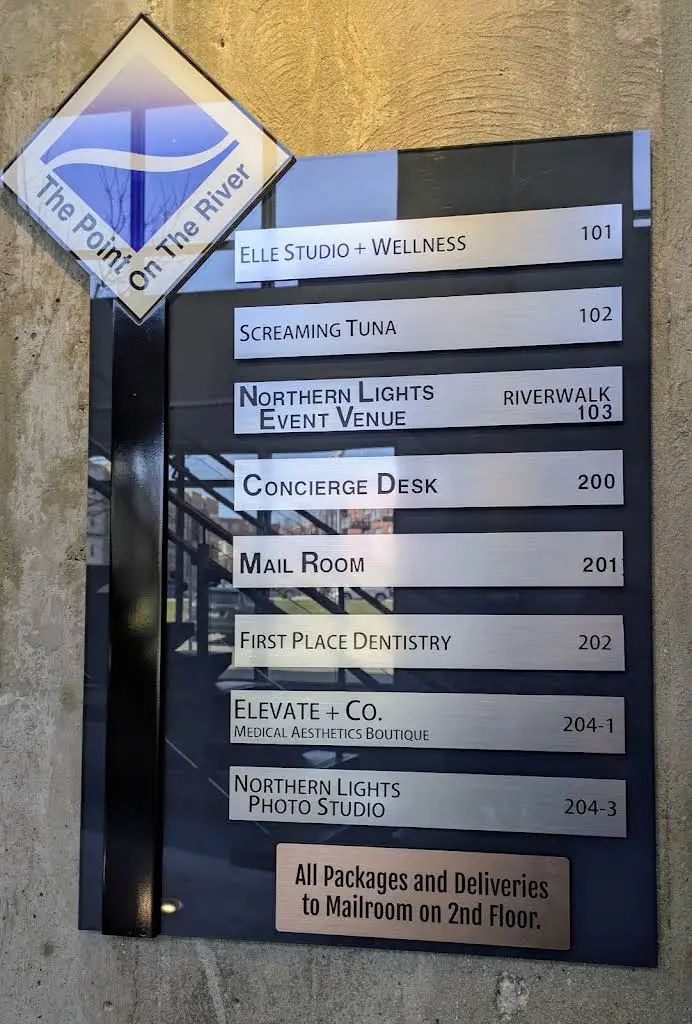 The Point On The River
ELLE STUDIO + WELLNESS 101
SCREAMING TUNA 102
NORTHERN LIGHTS RIVERWALK
EVENT VENUE 103
CONCIERGE DESK 200
MAIL ROOM 201
FIRST PLACE DENTISTRY 202
ELEVATE + CO.
MEDICAL AESTHETICS BOUTIQUE 204-1
NORTHERN LIGHTS
PHOTO STUDIO 204-3
All Packages and Deliveries
to Mailroom on 2nd Floor.